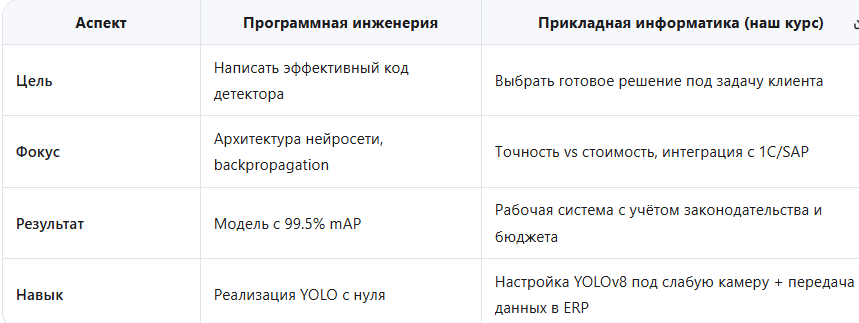 Аспект Программная инженерия Прикладная информатика (наш курс)
Цель Написать эффективный код детектора Выбрать готовое решение под задачу клиента
Фокус Архитектура нейросети, backpropagation Точность vs стоимость, интеграция с 1С/SAP
Результат Модель с 99.5% mAP Рабочая система с учётом законодательства и бюджета
Навык Реализация YOLO с нуля Настройка YOLOv8 под слабую камеру + передача данных в ERP